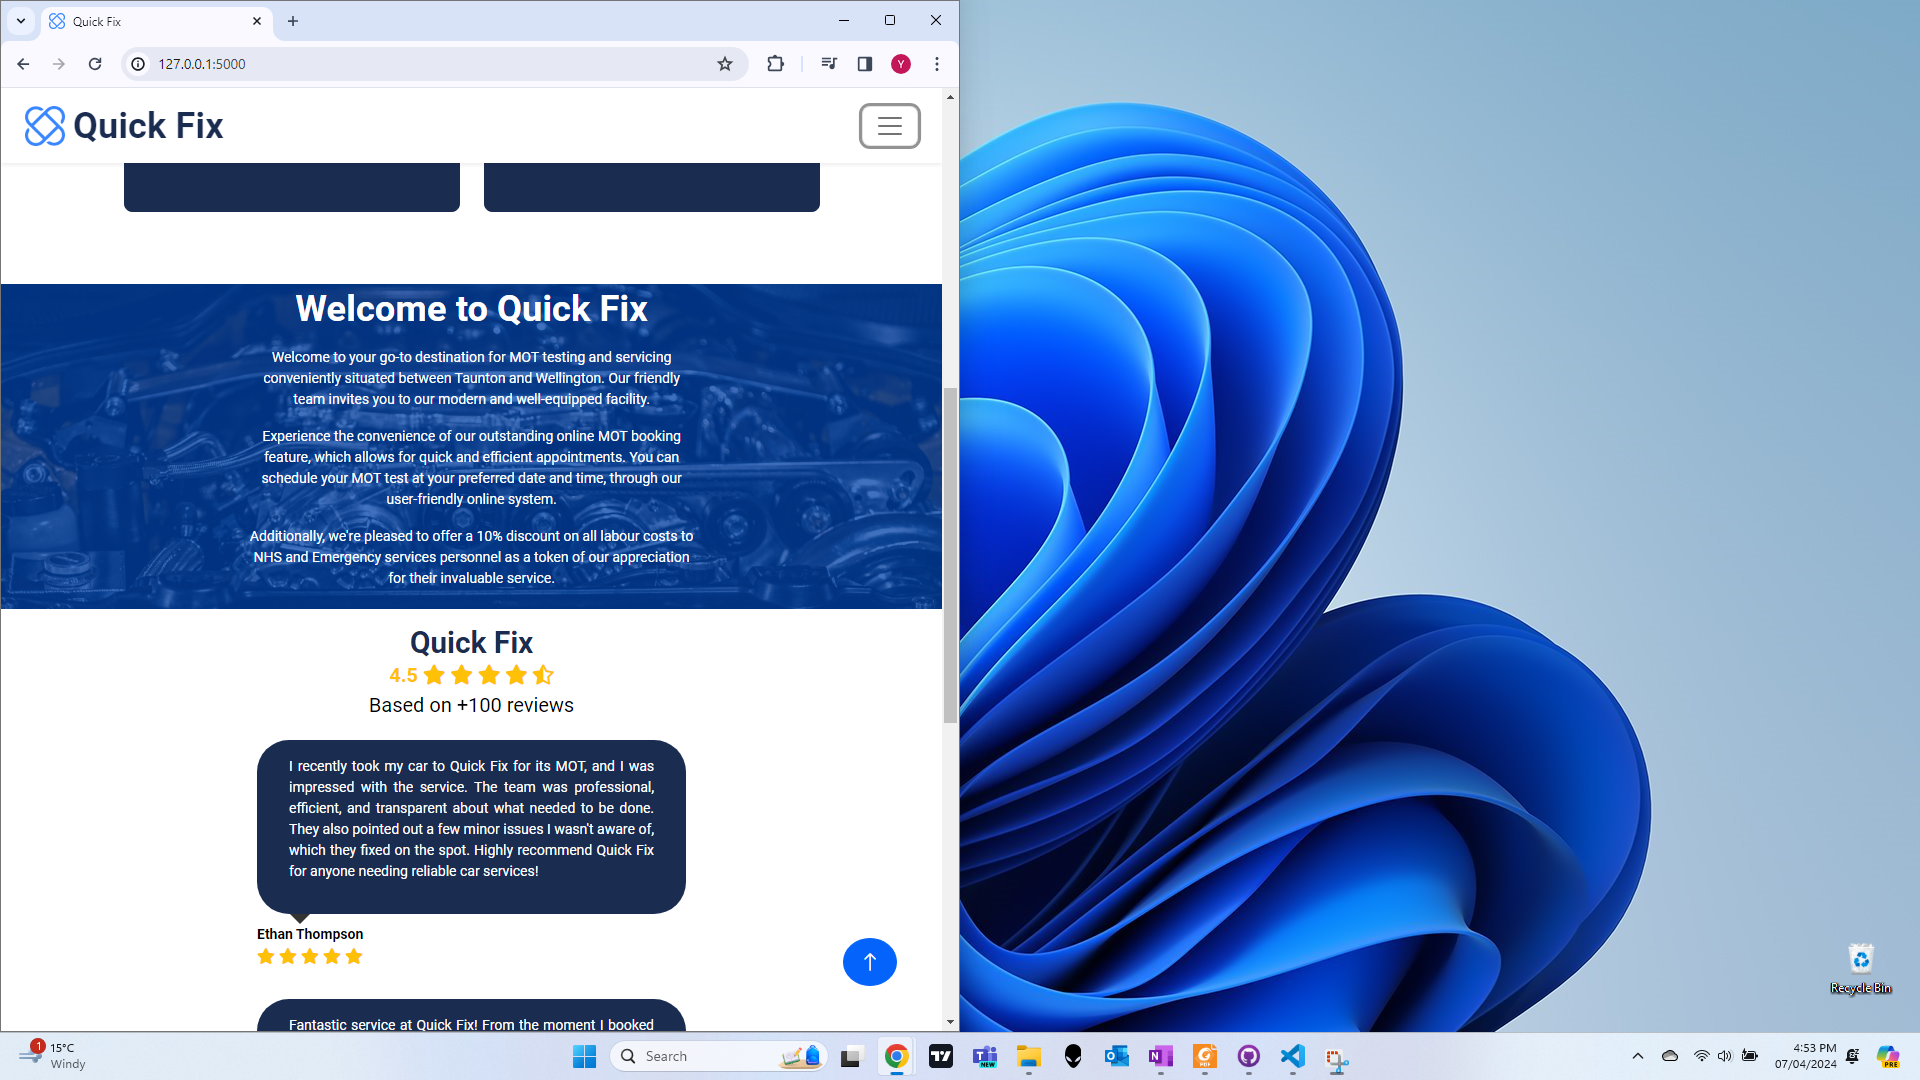 Quick Fix
127.0.0.1:5000
Y
Quick Fix
Welcome to Quick Fix
Welcome to your go-to destination for MOT testing and servicing
conveniently situated between Taunton and Wellington. Our friendly
team invites you to our modern and well-equipped facility.
Experience the convenience of our outstanding online MOT booking
feature, which allows for quick and efficient appointments. You can
schedule your MOT test at your preferred date and time, through our
user-friendly online system.
Additionally, we're pleased to offer a 10% discount on all labour costs to
NHS and Emergency services personnel as a token of our appreciation
for their invaluable service.
Quick Fix
4.5
Based on +100 reviews
I recently took my car to Quick Fix for its MOT, and I was
impressed with the service. The team was professional,
efficient, and transparent about what needed to be done.
They also pointed out a few minor issues I wasn't aware of,
which they fixed on the spot. Highly recommend Quick Fix
for anyone needing reliable car services!
Ethan Thompson
Fantastic service at Quick Fix! From the moment I booked
Recycle Bin
1
15°C
Windy
Search
NEW
PDF
4:53 PM
07/04/2024
PRE